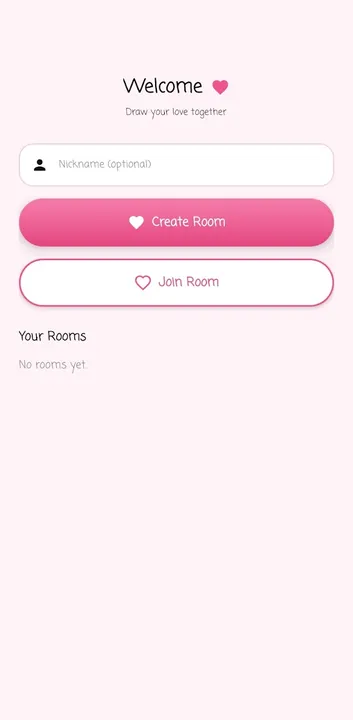 Welcome
Draw your love together
Nickname (optional)
Create Room
Join Room
Your Rooms
No rooms yet.